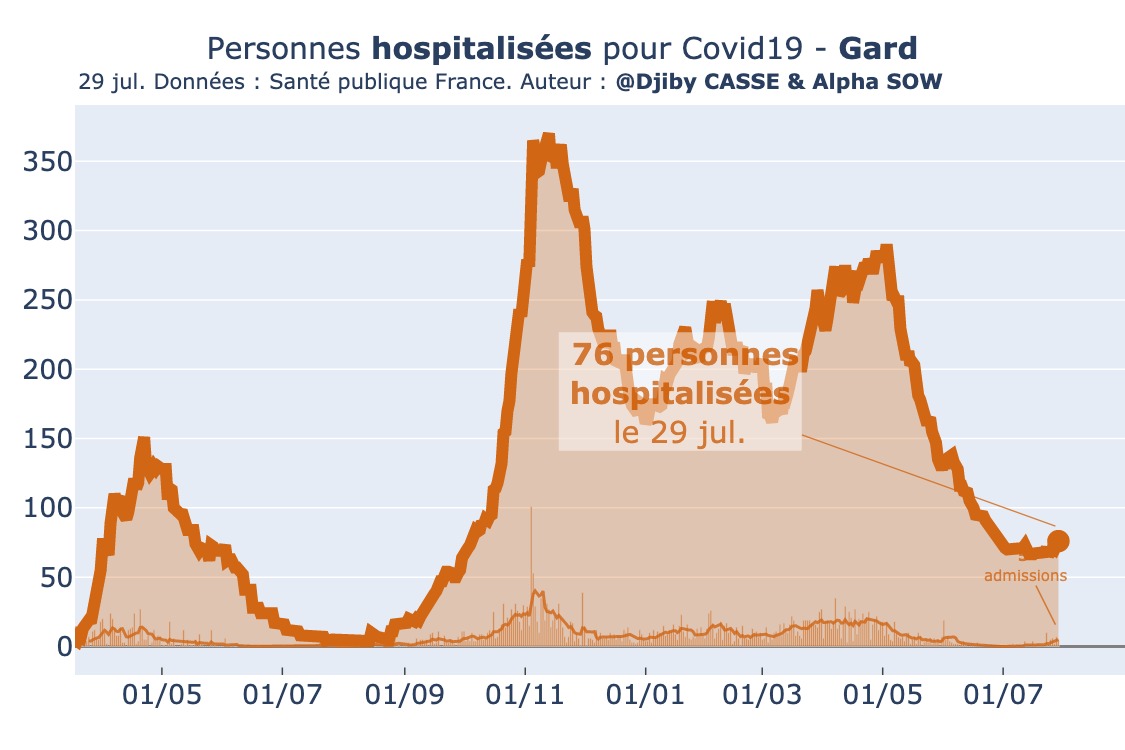 Personnes hospitalisées pour Covid19 - Gard
29 jul. Données : Santé publique France. Auteur : @Djiby CASSE & Alpha SOW
350
300
250
200
150
100
50
0
76 personnes
hospitalisées
le 29 jul.
admissions
01/05
01/07
01/09
01/11
01/01
01/03
01/05
01/07